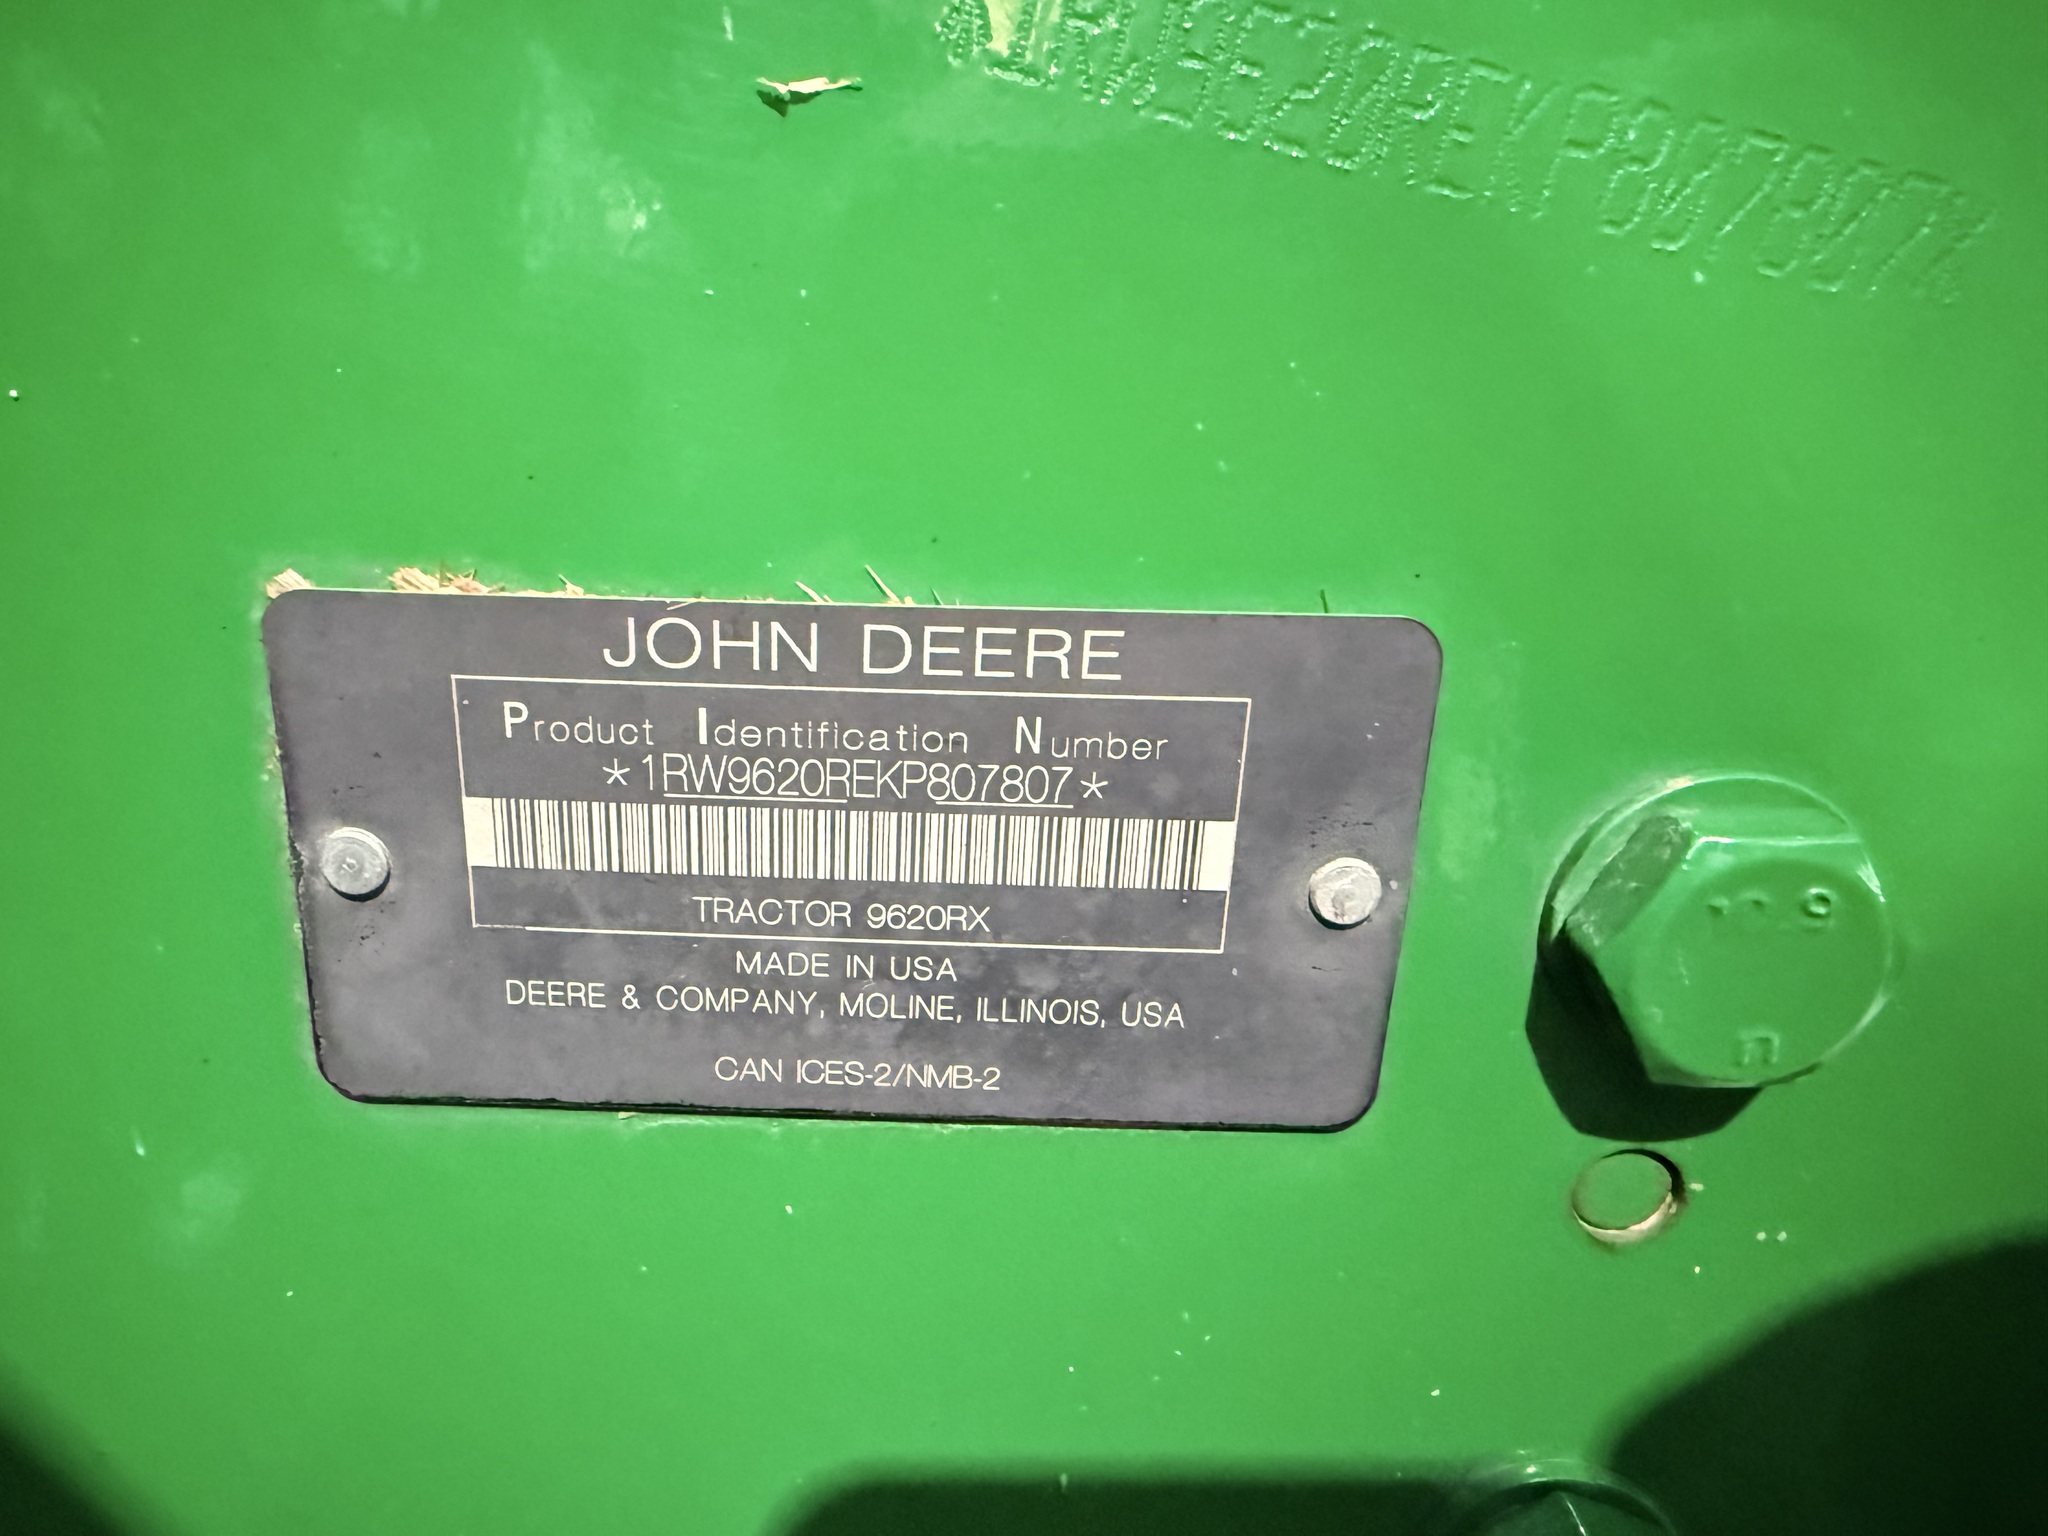 *1RW9620REKP807807*
JOHN DEERE
Product Identification Number
*1RW9620REKP807807*
TRACTOR 9620RX
MADE IN USA
DEERE & COMPANY, MOLINE, ILLINOIS, USA
CAN ICES-2/NMB-2